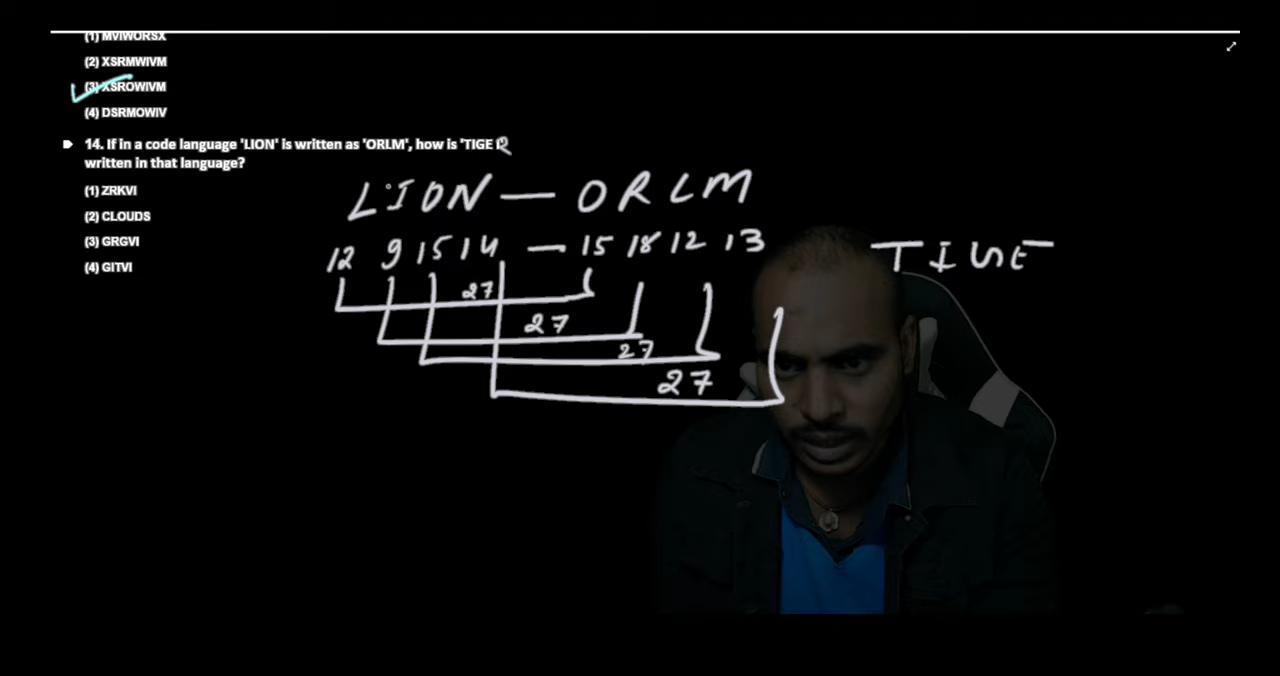 (1) MVIWORSX
(2) XSRMWIVM
(3) XSROWIVM
(4) DSRMOWIV
14. If in a code language 'LION' is written as 'ORLM', how is 'TIGE R
written in that language?
(1) ZRKVI
(2) CLOUDS
(3) GRGVI
(4) GITVI
LION — ORLM
12 9 15 14 — 15 18 12 13
TIGE
27
27
27
27